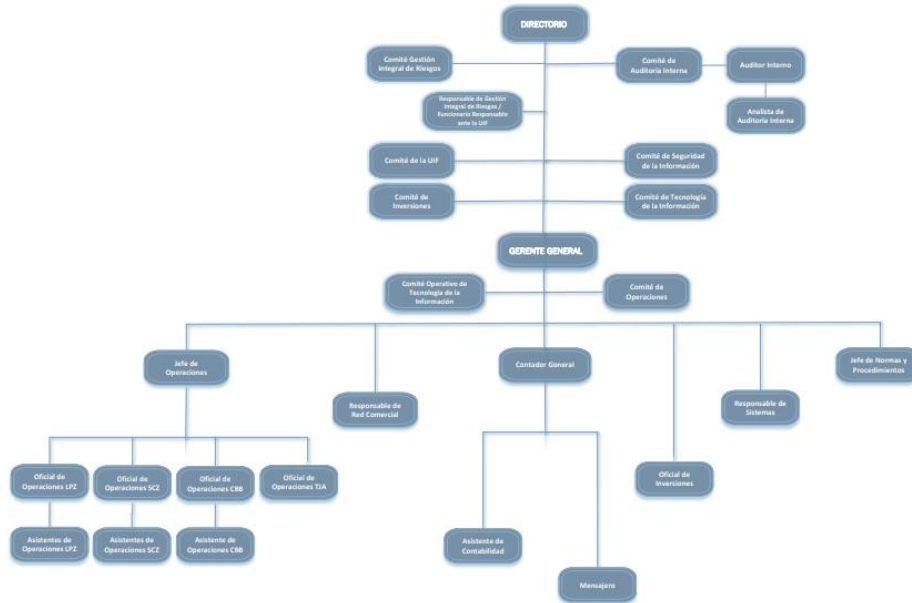 DIRECTORIO
Comité Gestión
Integral de Riesgos
Comité de
Auditoría Interna
Auditor Interno
Responsable de Gestión
Integral de Riesgos /
Funcionario Responsable
ante la UIF
Analista de
Auditoría Interna
Comité de la UIF
Comité de Seguridad
de la Información
Comité de
Inversiones
Comité de Tecnología
de la Información
GERENTE GENERAL
Comité Operativo de
Tecnología de la
Información
Comité de
Operaciones
Jefe de
Operaciones
Contador General
Jefe de Normas y
Procedimientos
Responsable de
Red Comercial
Responsable de
Sistemas
Oficial de
Operaciones LPZ
Oficial de
Operaciones SCZ
Oficial de
Operaciones CBB
Oficial de
Operaciones TJA
Oficial de
Inversiones
Asistentes de
Operaciones LPZ
Asistentes de
Operaciones SCZ
Asistente de
Operaciones CBB
Asistente de
Contabilidad
Mensajero